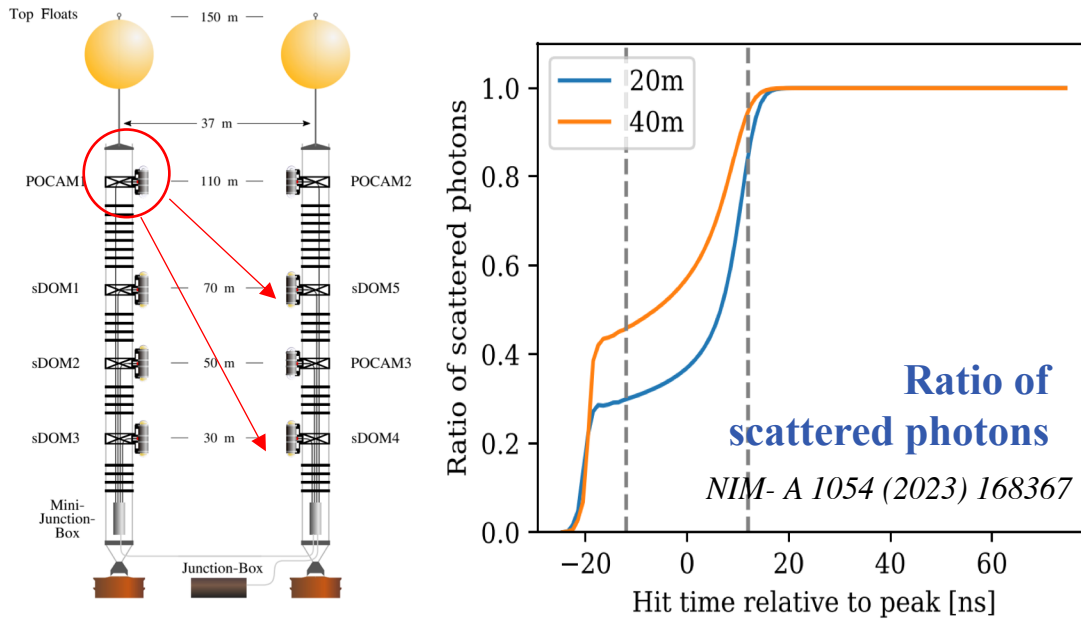 Top Floats
150 m
37 m
POCAM1
110 m
POCAM2
sDOM1
70 m
sDOM5
sDOM2
50 m
POCAM3
sDOM3
30 m
sDOM4
Mini-
Junction-
Box
Junction-Box
Ratio of scattered photons
1.0
0.8
0.6
0.4
0.2
0.0
20m
40m
Ratio of
scattered photons
NIM- A 1054 (2023) 168367
−20
0
20
40
60
Hit time relative to peak [ns]